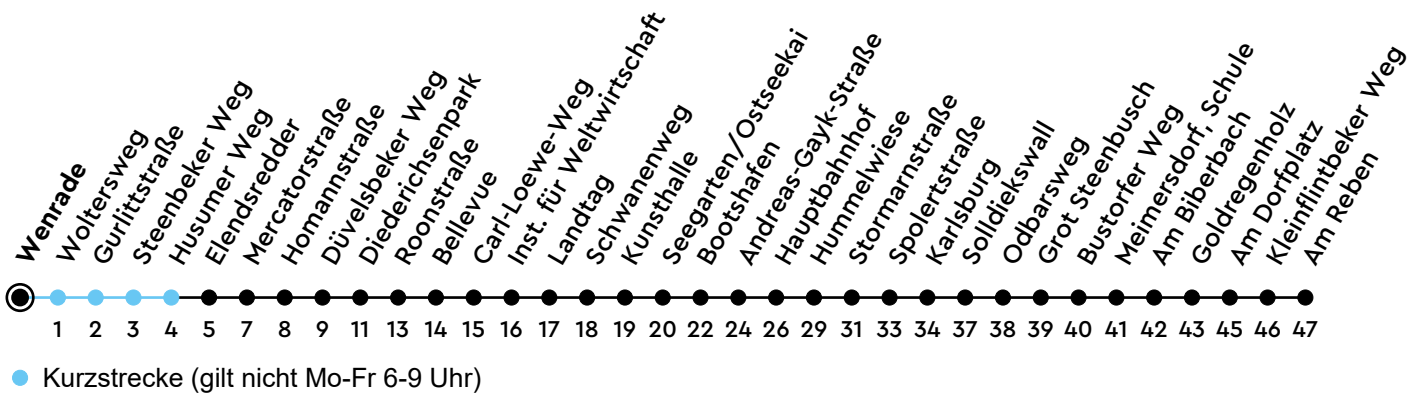 Wenrade
Woltersweg
Gurlittstraße
Steenbeker Weg
Husumer Weg
Elendsredder
Mercatorstraße
Homannstraße
Düvelsbeker Weg
Diederichsenpark
Roonstraße
Bellevue
Carl-Loewe-Weg
Inst. für Weltwirtschaft
Landtag
Schwanenweg
Kunsthalle
Seegarten/Ostseekai
Bootshafen
Andreas-Gayk-Straße
Hauptbahnhof
Hummelwiese
Stormarnstraße
Spolertstraße
Karlsburg
Solldiekswall
Odbarsweg
Grot Steenbusch
Bustorfer Weg
Meimersdorf, Schule
Am Biberbach
Goldregenholz
Am Dorfplatz
Kleinflintbeker Weg
Am Reben
1 2 3 4 5 7 8 9 11 13 14 15 16 17 18 19 20 22 24 26 29 31 33 34 37 38 39 40 41 42 43 45 46 47
Kurzstrecke (gilt nicht Mo-Fr 6-9 Uhr)